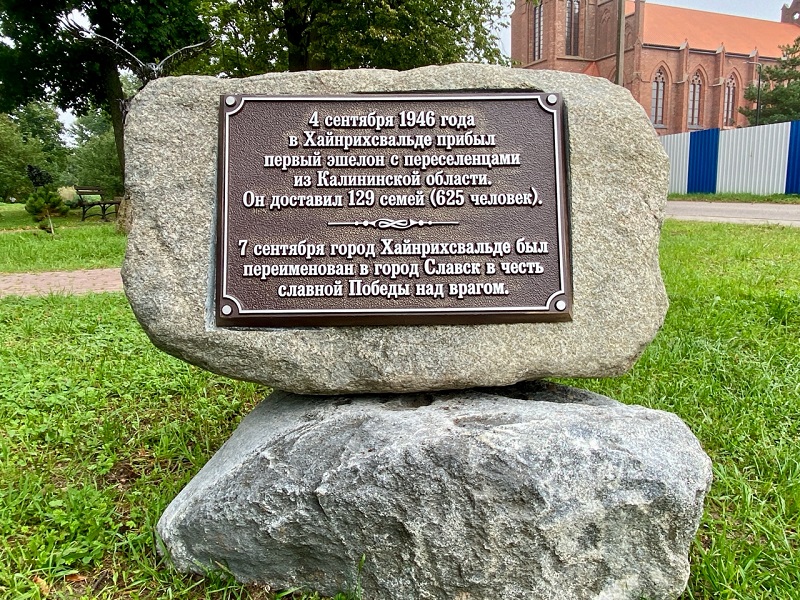 4 сентября 1946 года
в Хайнрихсвальде прибыл
первый эшелон с переселенцами
из Калининской области.
Он доставил 129 семей (625 человек).
7 сентября город Хайнрихсвальде был
переименован в город Славск в честь
славной Победы над врагом.